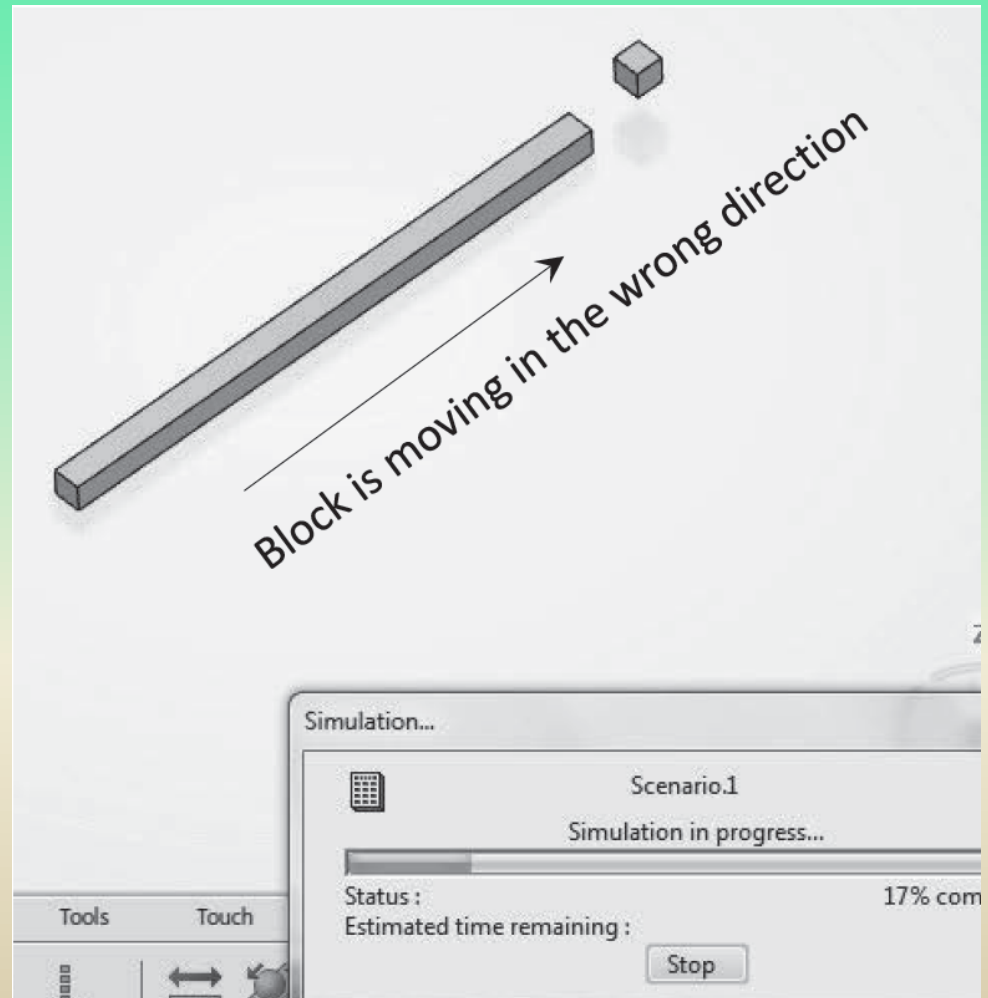 Block is moving in the wrong direction
Z
Simulation...
Scenario.1
Simulation in progress...
Status :
17% com
Estimated time remaining :
Stop
Tools
Touch